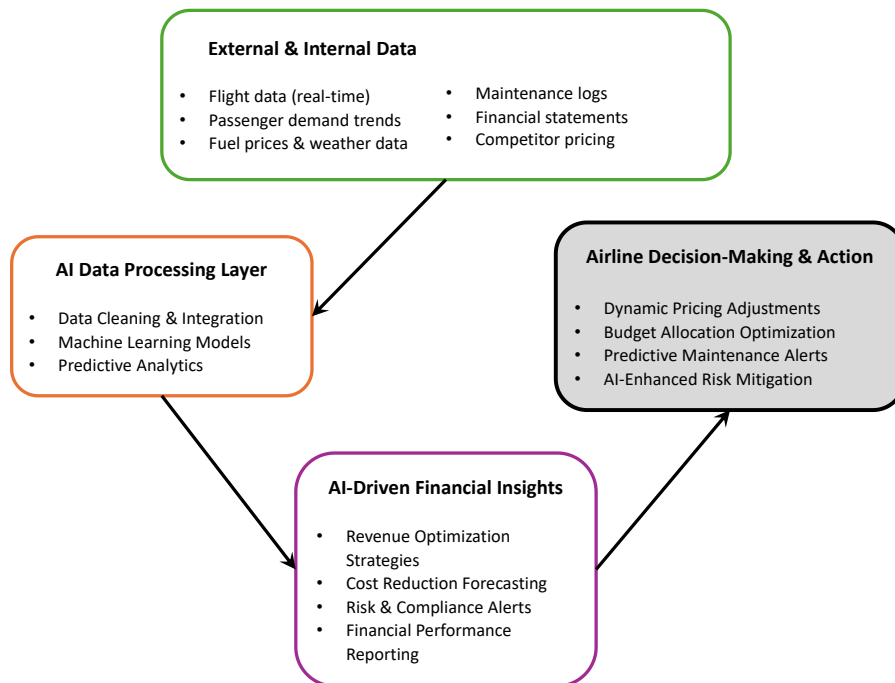 External & Internal Data
• Flight data (real-time)
• Passenger demand trends
• Fuel prices & weather data
• Maintenance logs
• Financial statements
• Competitor pricing
AI Data Processing Layer
• Data Cleaning & Integration
• Machine Learning Models
• Predictive Analytics
Airline Decision-Making & Action
• Dynamic Pricing Adjustments
• Budget Allocation Optimization
• Predictive Maintenance Alerts
• AI-Enhanced Risk Mitigation
AI-Driven Financial Insights
• Revenue Optimization
Strategies
• Cost Reduction Forecasting
• Risk & Compliance Alerts
• Financial Performance
Reporting